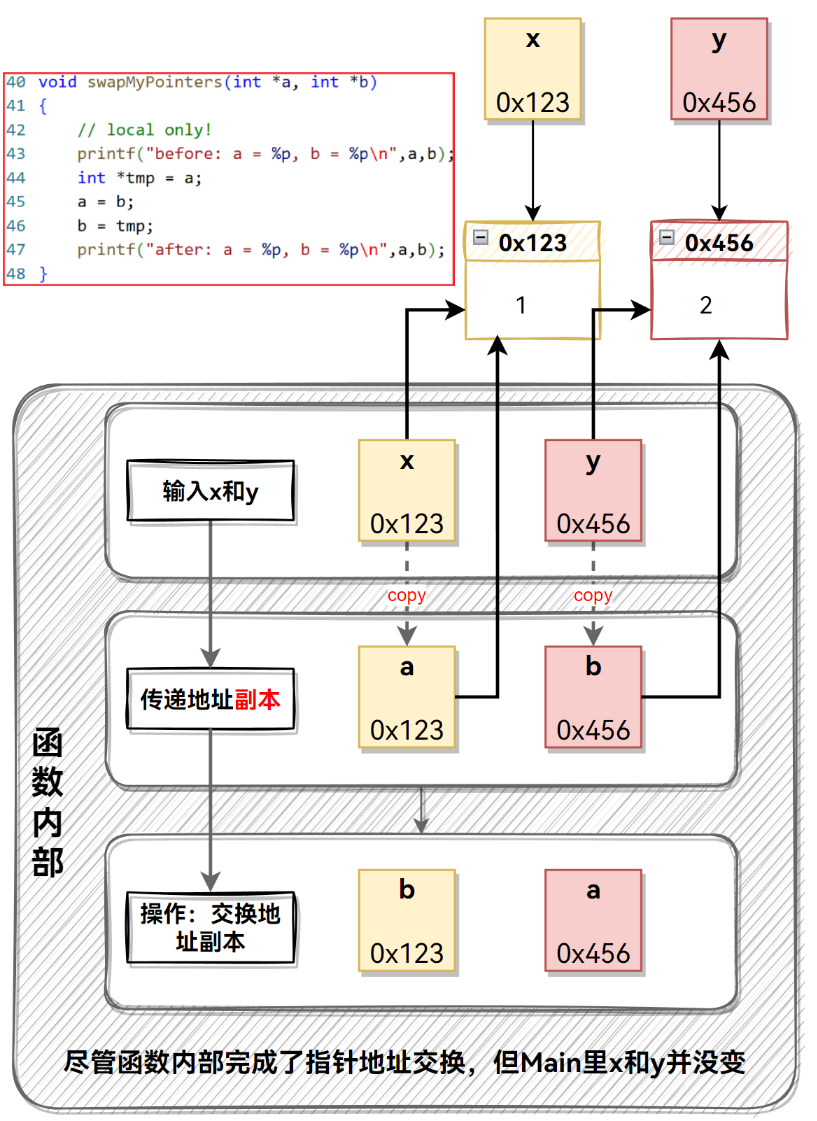 x
0x123
y
0x456
40 void swapMyPointers(int *a, int *b)
41 {
42     // local only!
43     printf("before: a = %p, b = %p\n",a,b);
44     int *tmp = a;
45     a = b;
46     b = tmp;
47     printf("after: a = %p, b = %p\n",a,b);
48 }
0x123
1
0x456
2
函数内部
输入x和y
x
0x123
y
0x456
copy
copy
传递地址副本
a
0x123
b
0x456
操作：交换地
址副本
b
0x123
a
0x456
尽管函数内部完成了指针地址交换，但Main里x和y并没变